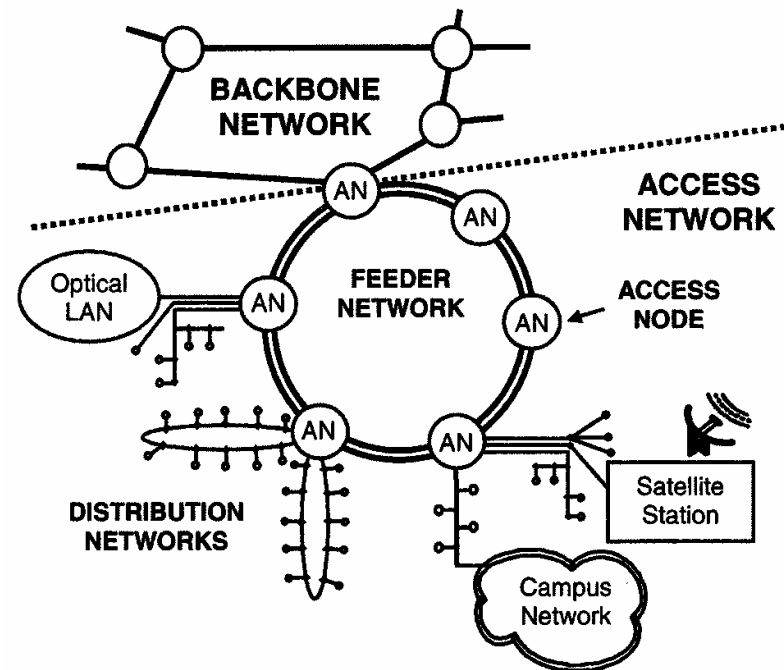 BACKBONE
NETWORK
AN
AN
ACCESS
NETWORK
Optical
LAN
AN
FEEDER
NETWORK
AN
ACCESS
NODE
AN
AN
DISTRIBUTION
NETWORKS
Satellite
Station
Campus
Network